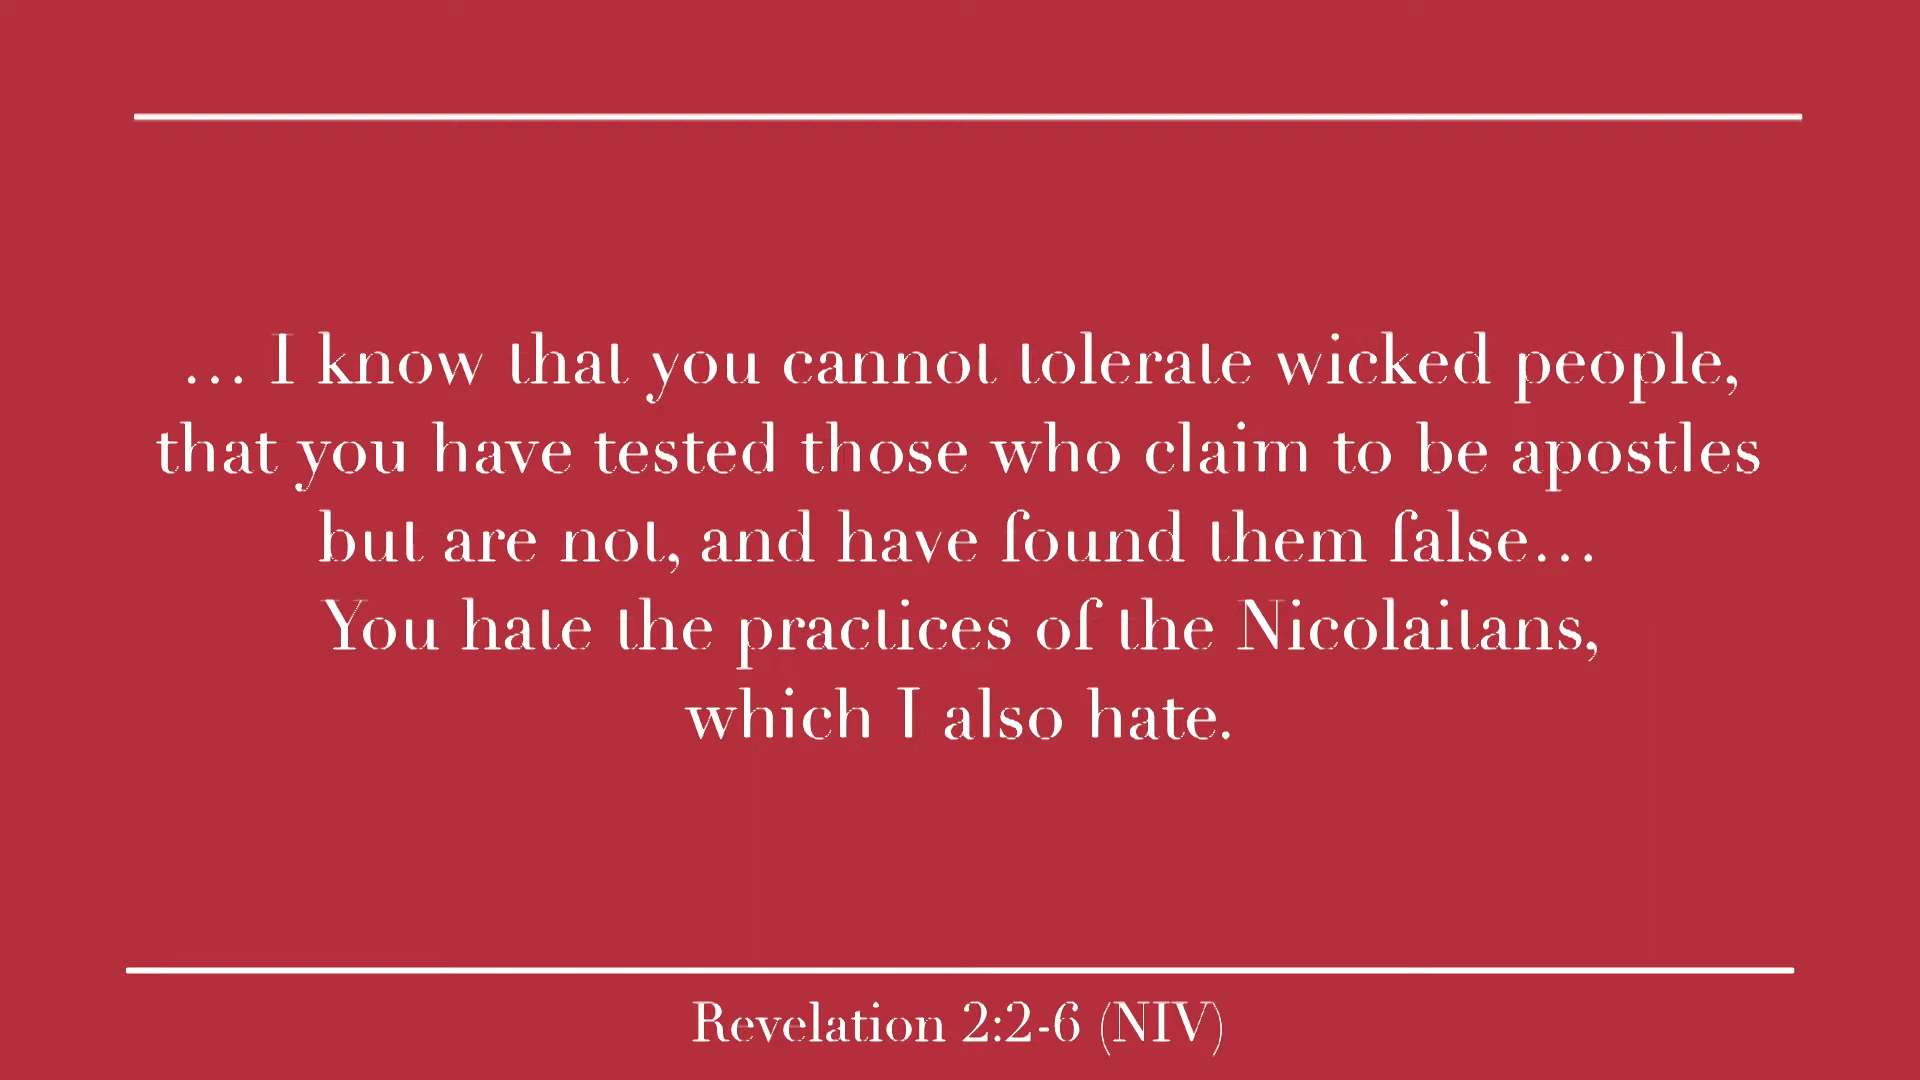 … I know that you cannot tolerate wicked people,
that you have tested those who claim to be apostles
but are not, and have found them false…
You hate the practices of the Nicolaitans,
which I also hate.
Revelation 2:2-6 (NIV)